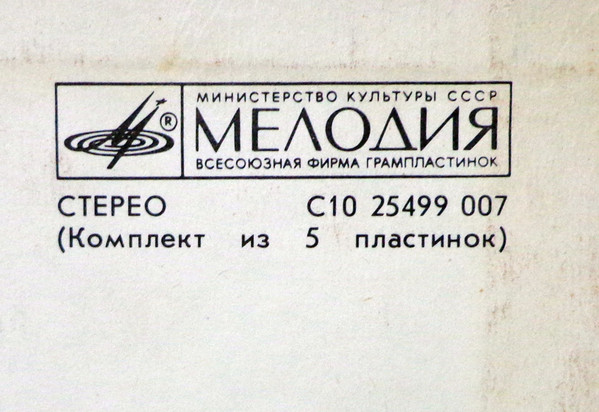 МИНИСТЕРСТВО КУЛЬТУРЫ СССР
®
МЕЛОДИЯ
ВСЕСОЮЗНАЯ ФИРМА ГРАМПЛАСТИНОК
СТЕРЕО С10 25499 007
(Комплект из 5 пластинок)